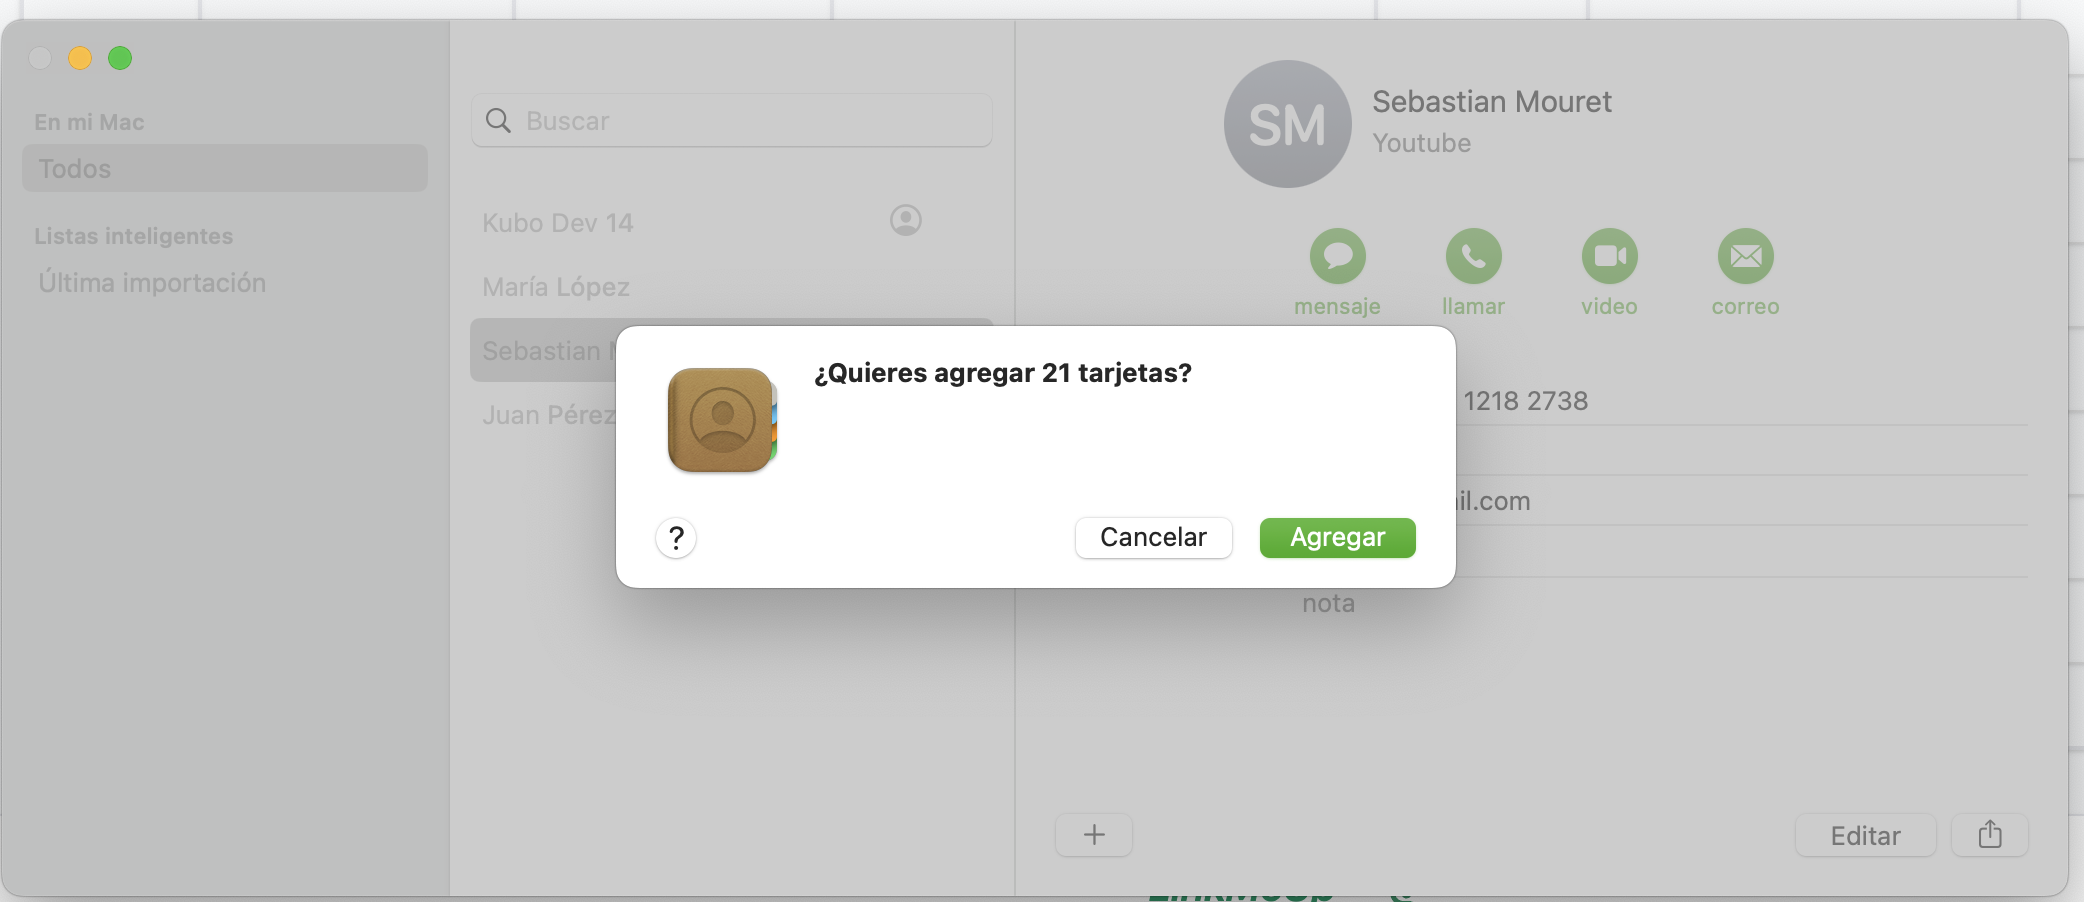 En mi Mac
Todos
Listas inteligentes
Última importación
Buscar
Kubo Dev 14
María López
Sebastian
Juan Pérez
SM
Sebastian Mouret
Youtube
mensaje
llamar
video
correo
1218 2738
il.com
nota
¿Quieres agregar 21 tarjetas?
?
Cancelar
Agregar
+
Editar